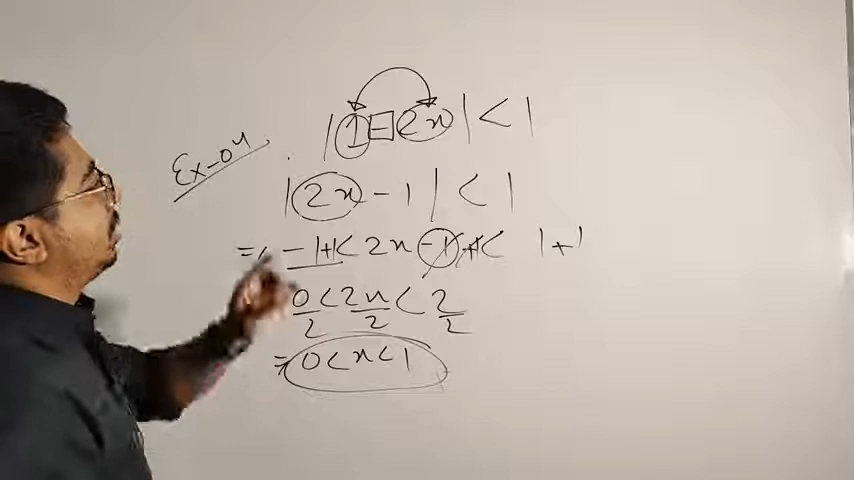 Ex-04
|1-2x| < 1
|2x-1| < 1
=> -1+1 < 2x -1 +1 < 1+1
0/2 < 2x/2 < 2/2
=> 0 < x < 1